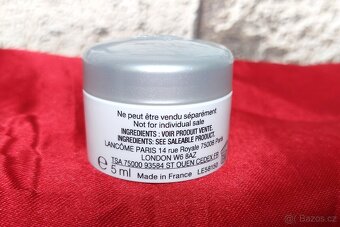 Ne peut être vendu séparément
Not for individual sale
INGREDIENTS : VOIR PRODUIT VENTE.
INGREDIENTS: SEE SALEABLE PRODUCT.
LANCÔME PARIS 14 rue Royale 75008 Paris
LONDON W6 8AZ
TSA 75000 93584 ST OUEN CEDEX FR
e 5 ml Made in France